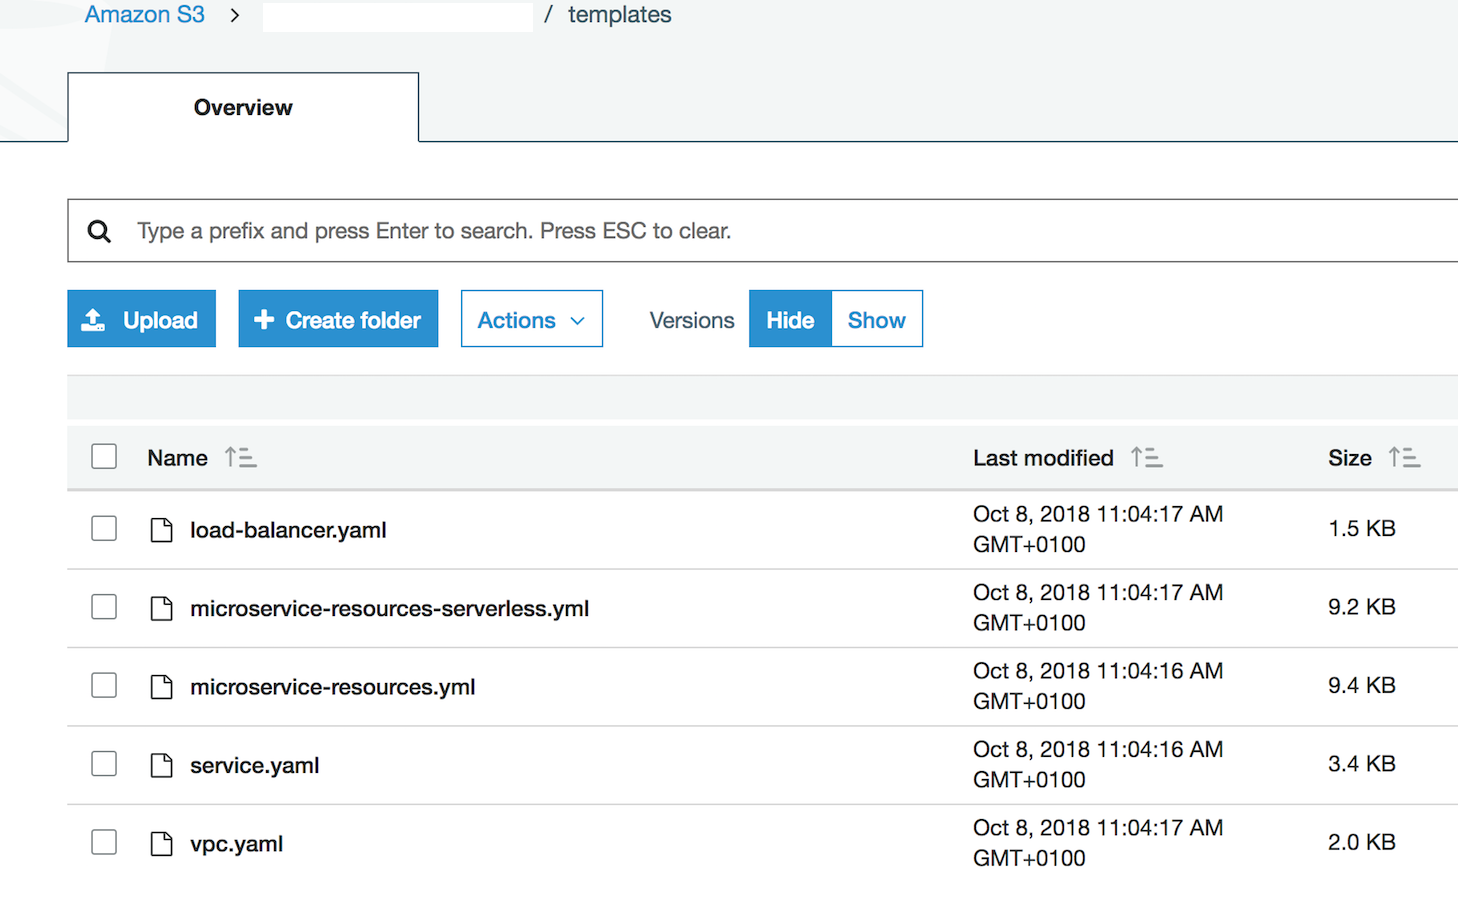 Amazon S3 > / templates
Overview
Type a prefix and press Enter to search. Press ESC to clear.
Upload + Create folder Actions Versions Hide Show
Name Last modified Size
load-balancer.yaml Oct 8, 2018 11:04:17 AM GMT+0100 1.5 KB
microservice-resources-serverless.yml Oct 8, 2018 11:04:17 AM GMT+0100 9.2 KB
microservice-resources.yml Oct 8, 2018 11:04:16 AM GMT+0100 9.4 KB
service.yaml Oct 8, 2018 11:04:16 AM GMT+0100 3.4 KB
vpc.yaml Oct 8, 2018 11:04:17 AM GMT+0100 2.0 KB